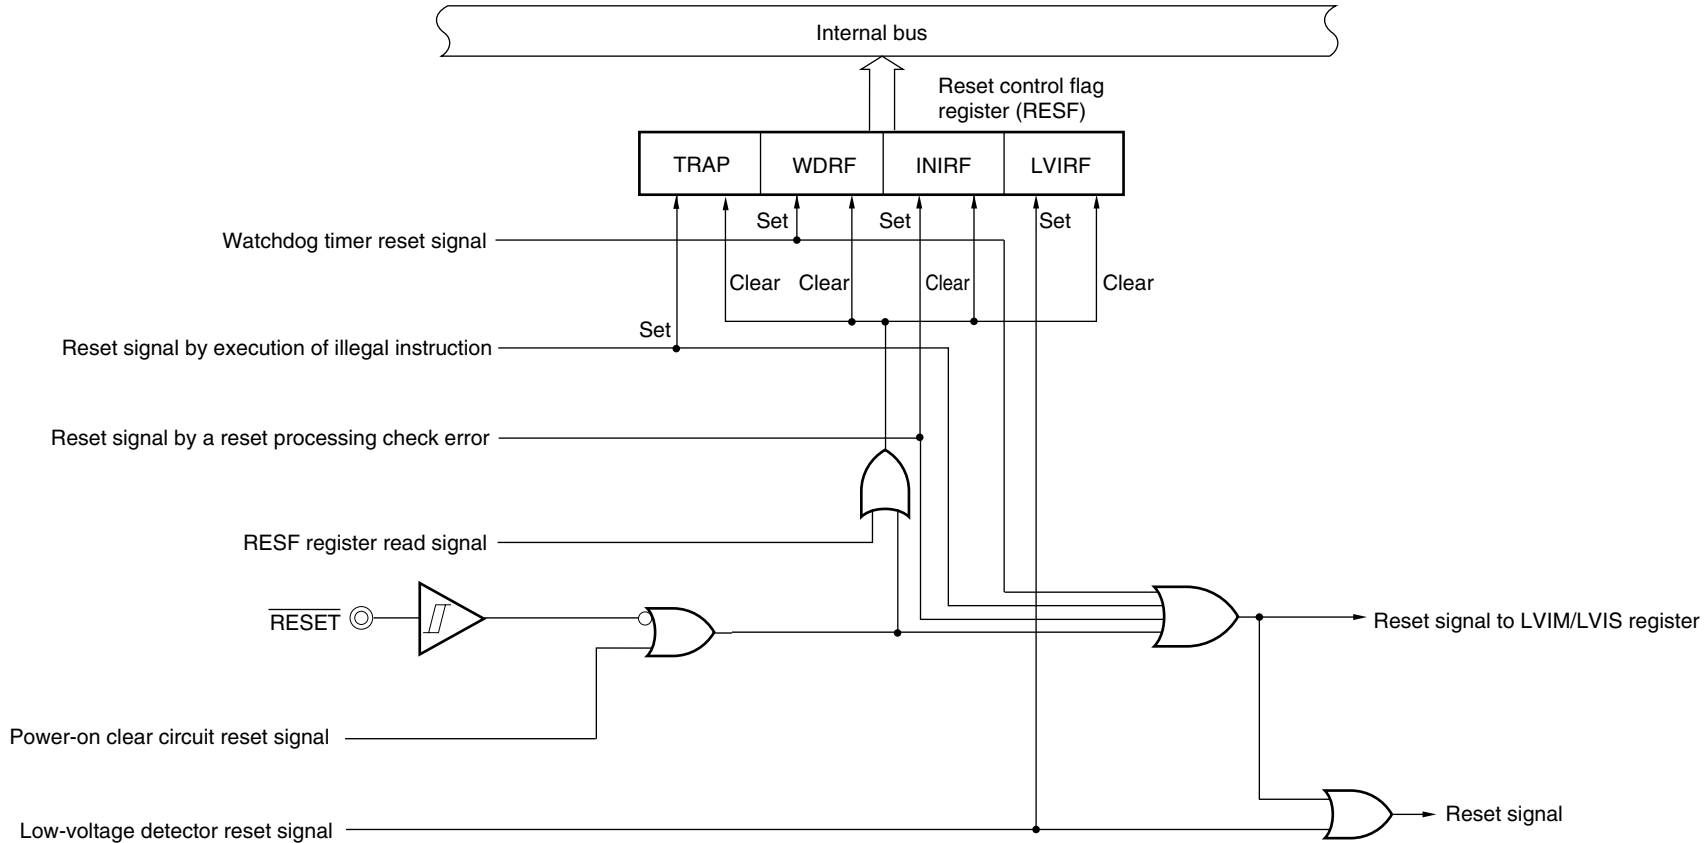 Internal bus
Reset control flag
register (RESF)
TRAP WDRF INIRF LVIRF
Set Set Set
Watchdog timer reset signal
Clear Clear Clear Clear
Set
Reset signal by execution of illegal instruction
Reset signal by a reset processing check error
RESF register read signal
RESET
Reset signal to LVIM/LVIS register
Power-on clear circuit reset signal
Reset signal
Low-voltage detector reset signal